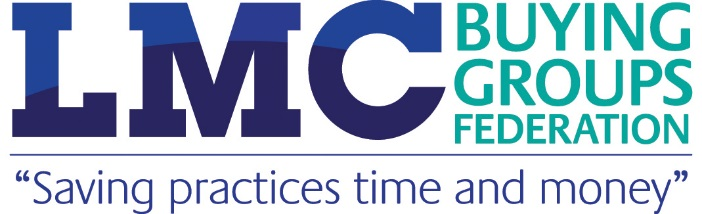 LMC
BUYING
GROUPS
FEDERATION
“Saving practices time and money”